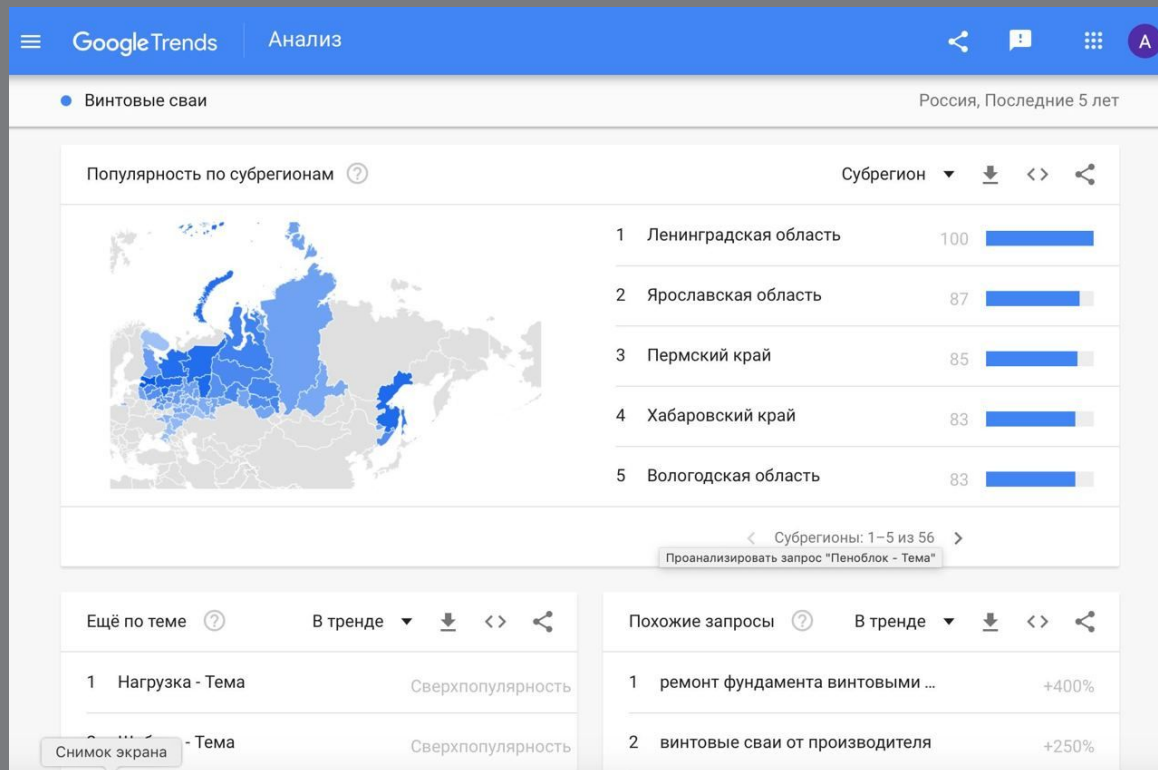 Google Trends
Анализ
A
Винтовые сваи
Россия, Последние 5 лет
Популярность по субрегионам
Субрегион
1 Ленинградская область 100
2 Ярославская область 87
3 Пермский край 85
4 Хабаровский край 83
5 Вологодская область 83
Субрегионы: 1–5 из 56
Проанализировать запрос "Пеноблок - Тема"
Ещё по теме
В тренде
1 Нагрузка - Тема Сверхпопулярность
- Тема Сверхпопулярность
Снимок экрана
Похожие запросы
В тренде
1 ремонт фундамента винтовыми ... +400%
2 винтовые сваи от производителя +250%